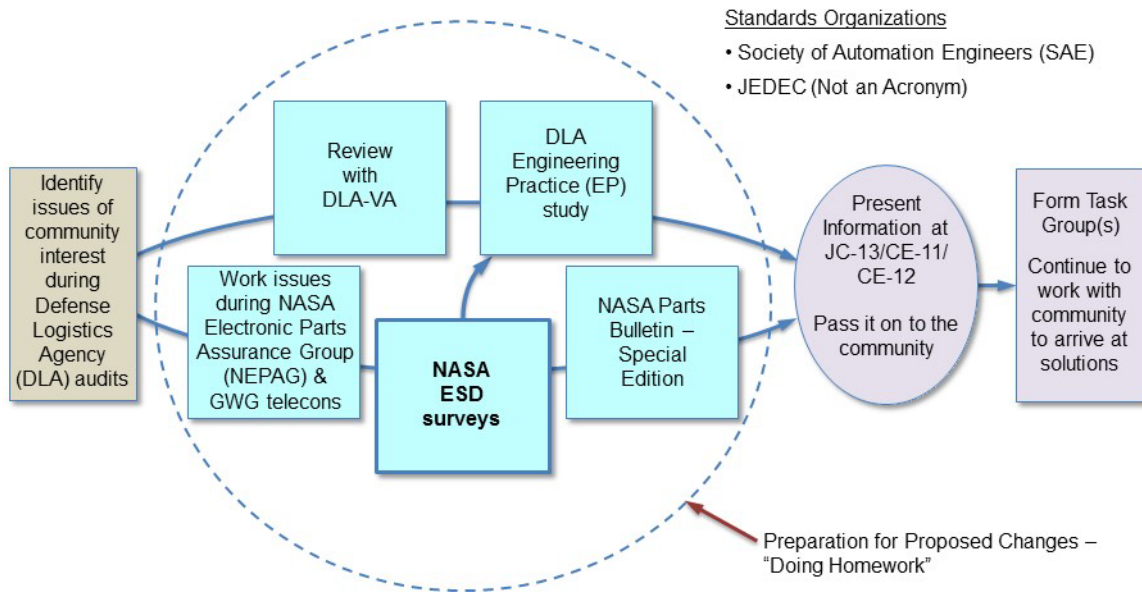 Standards Organizations
• Society of Automation Engineers (SAE)
• JEDEC (Not an Acronym)
Identify
issues of
community
interest during
Defense
Logistics
Agency
(DLA) audits
Review
with
DLA-VA
DLA
Engineering
Practice (EP)
study
Work issues
during NASA
Electronic Parts
Assurance Group
(NEPAG) &
GWG telecons
NASA
ESD
surveys
NASA Parts
Bulletin –
Special
Edition
Present
Information at
JC-13/CE-11/
CE-12
Pass it on to the
community
Form Task
Group(s)
Continue to
work with
community
to arrive at
solutions
Preparation for Proposed Changes –
“Doing Homework”